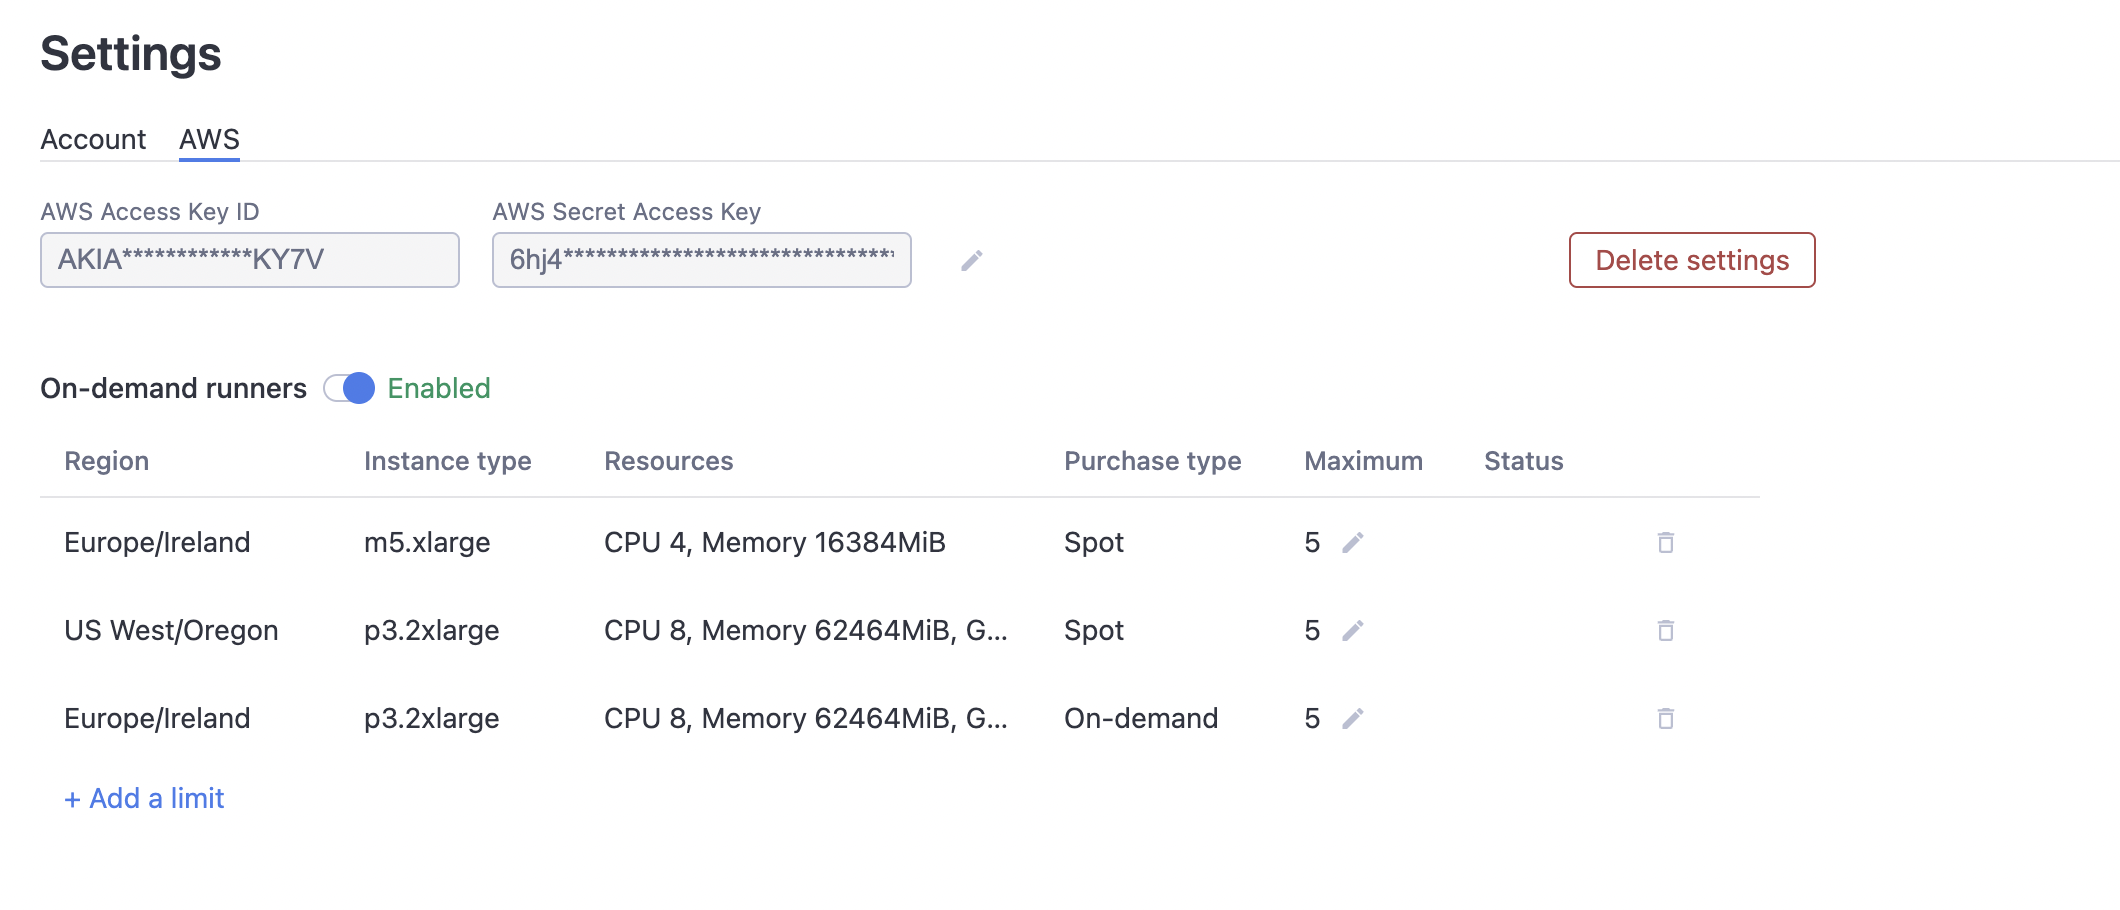 Settings
Account AWS
AWS Access Key ID AWS Secret Access Key
AKIA************KY7V 6hj4******************************* Delete settings
On-demand runners Enabled
Region Instance type Resources Purchase type Maximum Status
Europe/Ireland m5.xlarge CPU 4, Memory 16384MiB Spot 5
US West/Oregon p3.2xlarge CPU 8, Memory 62464MiB, G... Spot 5
Europe/Ireland p3.2xlarge CPU 8, Memory 62464MiB, G... On-demand 5
+ Add a limit